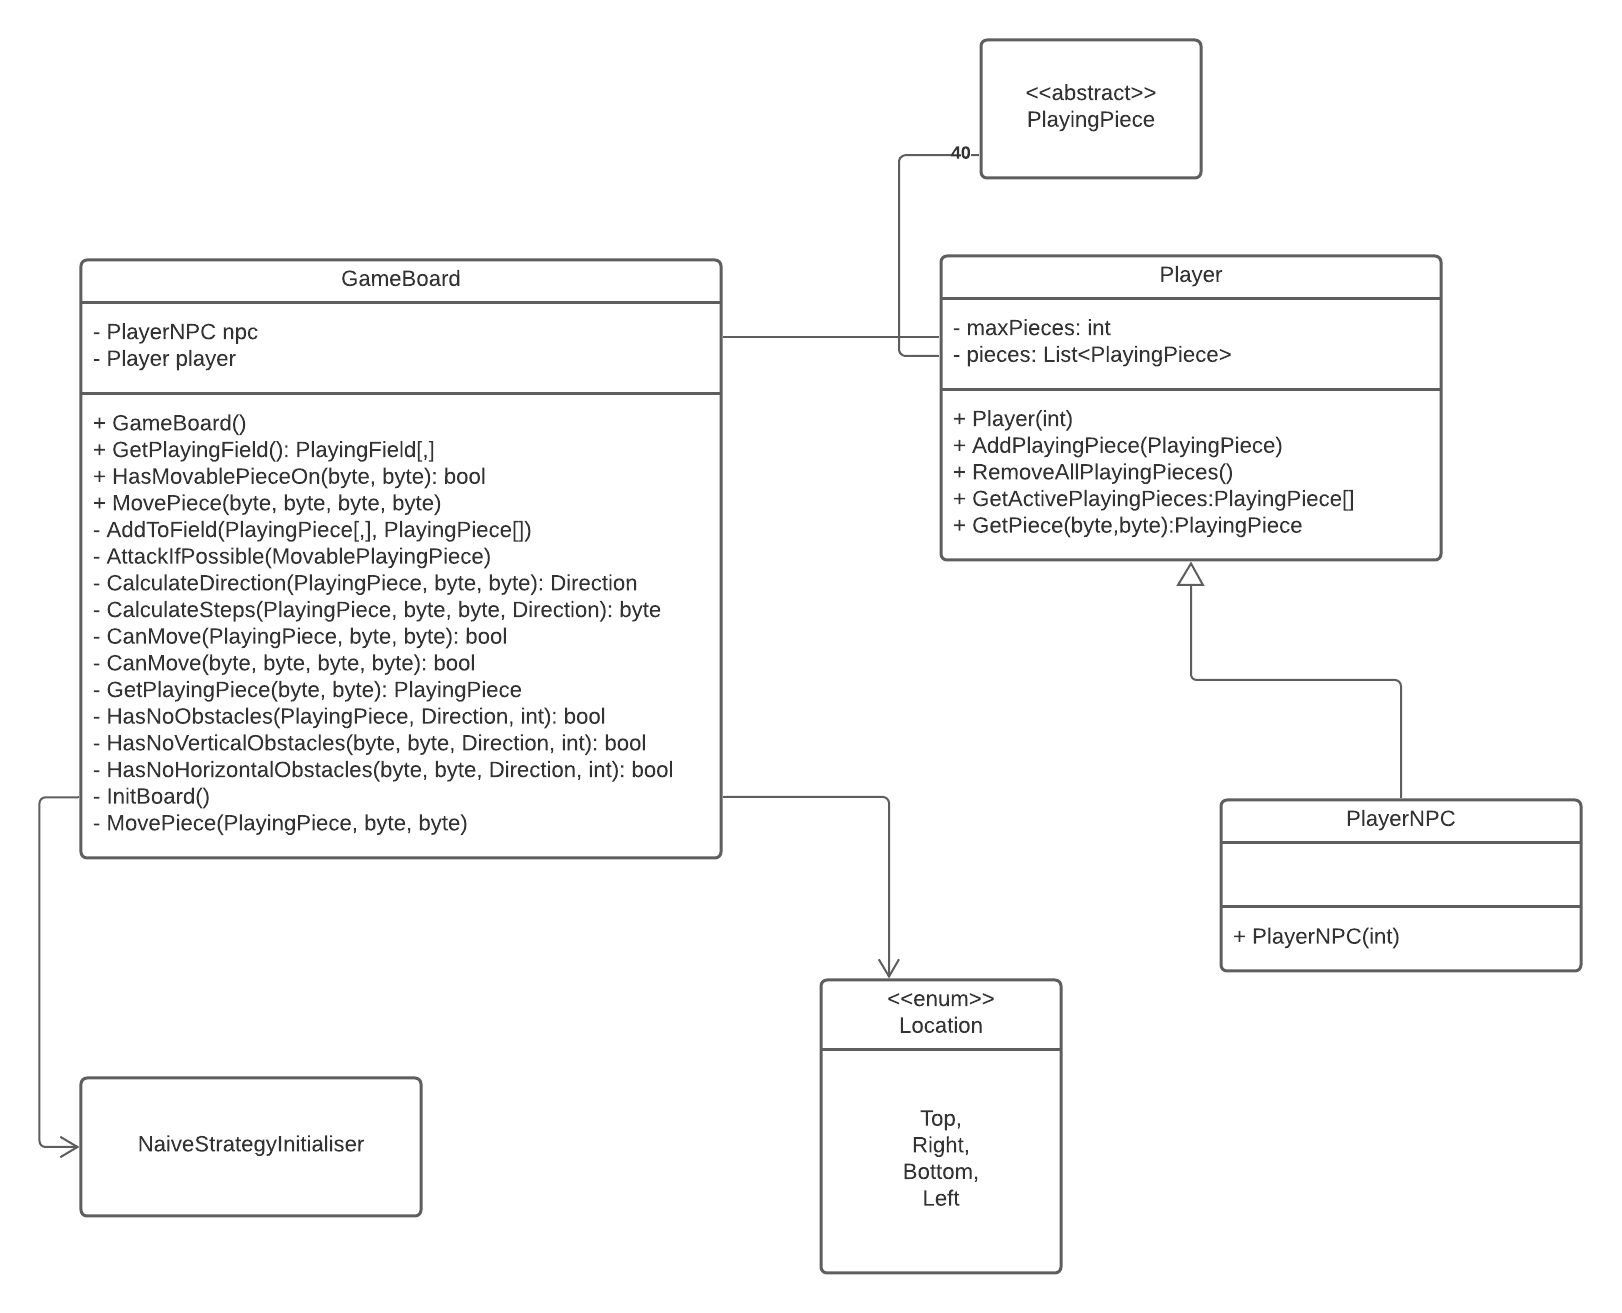 <<abstract>>
PlayingPiece
40
GameBoard
- PlayerNPC npc
- Player player
+ GameBoard()
+ GetPlayingField(): PlayingField[,]
+ HasMovablePieceOn(byte, byte): bool
+ MovePiece(byte, byte, byte, byte)
- AddToField(PlayingPiece[,], PlayingPiece[])
- AttackIfPossible(MovablePlayingPiece)
- CalculateDirection(PlayingPiece, byte, byte): Direction
- CalculateSteps(PlayingPiece, byte, byte, Direction): byte
- CanMove(PlayingPiece, byte, byte): bool
- CanMove(byte, byte, byte, byte): bool
- GetPlayingPiece(byte, byte): PlayingPiece
- HasNoObstacles(PlayingPiece, Direction, int): bool
- HasNoVerticalObstacles(byte, byte, Direction, int): bool
- HasNoHorizontalObstacles(byte, byte, Direction, int): bool
- InitBoard()
- MovePiece(PlayingPiece, byte, byte)
Player
- maxPieces: int
- pieces: List<PlayingPiece>
+ Player(int)
+ AddPlayingPiece(PlayingPiece)
+ RemoveAllPlayingPieces()
+ GetActivePlayingPieces:PlayingPiece[]
+ GetPiece(byte,byte):PlayingPiece
PlayerNPC
+ PlayerNPC(int)
<<enum>>
Location
Top,
Right,
Bottom,
Left
NaiveStrategyInitialiser